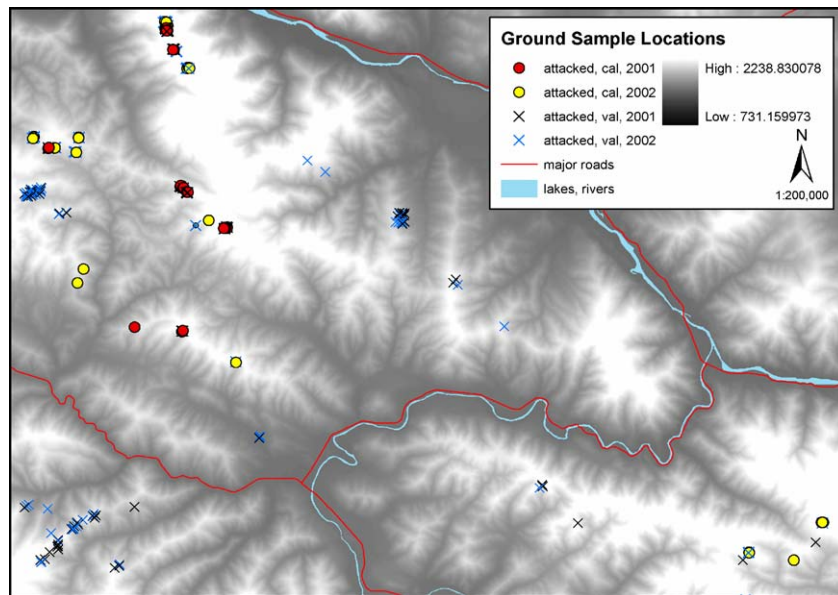 Ground Sample Locations
attacked, cal, 2001
attacked, cal, 2002
attacked, val, 2001
attacked, val, 2002
major roads
lakes, rivers
High : 2238.830078
Low : 731.159973
N
1:200,000